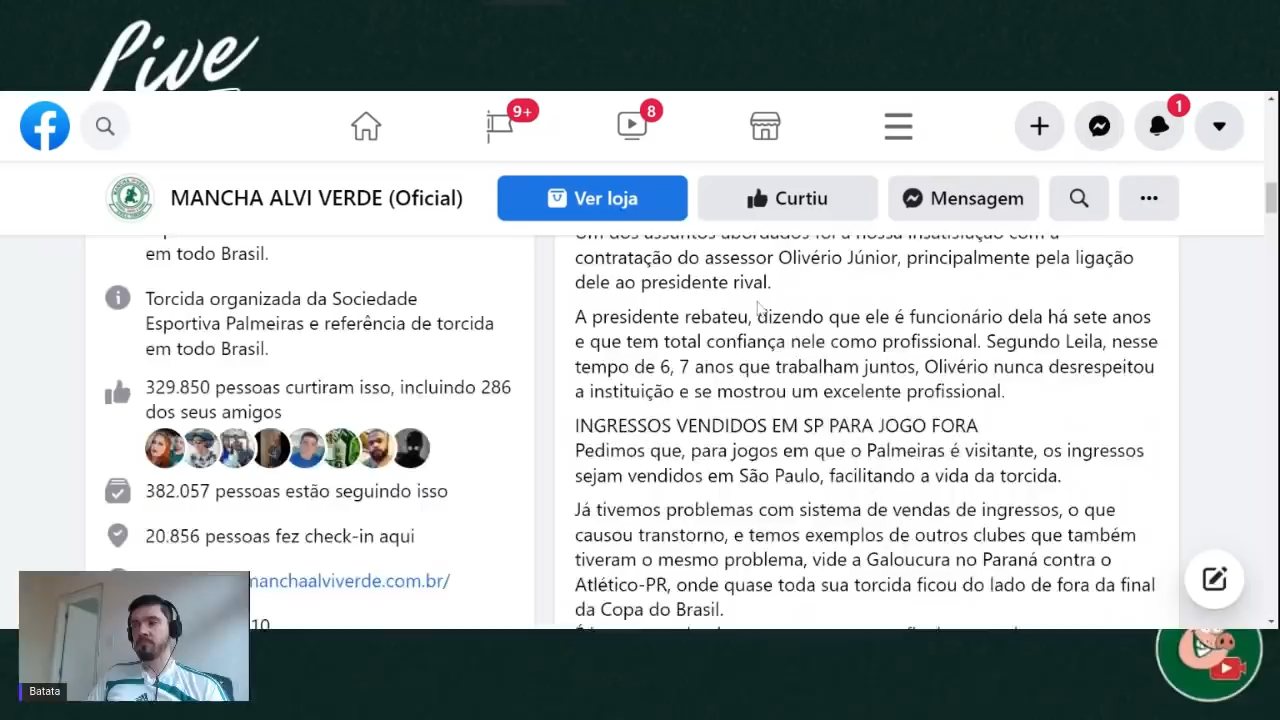 Live
9+
8
1
MANCHA ALVI VERDE (Oficial)
Ver loja
Curtiu
Mensagem
em todo Brasil.
Torcida organizada da Sociedade
Esportiva Palmeiras e referência de torcida
em todo Brasil.
329.850 pessoas curtiram isso, incluindo 286
dos seus amigos
382.057 pessoas estão seguindo isso
20.856 pessoas fez check-in aqui
manchaalviverde.com.br/
10
Um dos assuntos abordados foi a nossa insatisfação com a
contratação do assessor Olivério Júnior, principalmente pela ligação
dele ao presidente rival.
A presidente rebateu, dizendo que ele é funcionário dela há sete anos
e que tem total confiança nele como profissional. Segundo Leila, nesse
tempo de 6, 7 anos que trabalham juntos, Olivério nunca desrespeitou
a instituição e se mostrou um excelente profissional.
INGRESSOS VENDIDOS EM SP PARA JOGO FORA
Pedimos que, para jogos em que o Palmeiras é visitante, os ingressos
sejam vendidos em São Paulo, facilitando a vida da torcida.
Já tivemos problemas com sistema de vendas de ingressos, o que
causou transtorno, e temos exemplos de outros clubes que também
tiveram o mesmo problema, vide a Galoucura no Paraná contra o
Atlético-PR, onde quase toda sua torcida ficou do lado de fora da final
da Copa do Brasil.
Batata